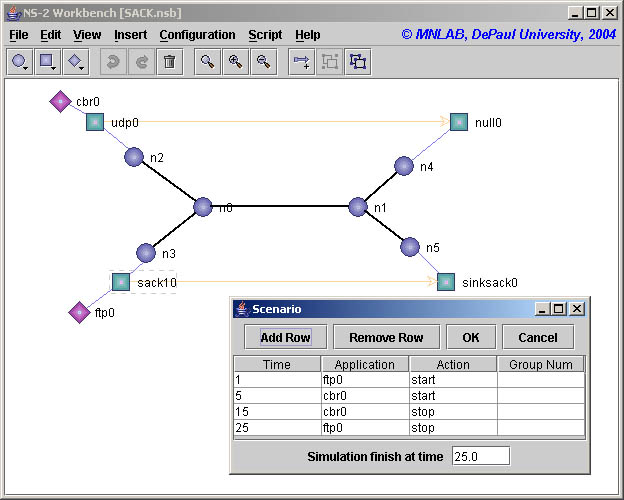 NS-2 Workbench [SACK.nsb]
File Edit View Insert Configuration Script Help © MNLAB, DePaul University, 2004
cbr0
udp0 null0
n2 n4
n0 n1
n3 n5
sack10 sinksack0
ftp0
Scenario
Add Row Remove Row OK Cancel
Time Application Action Group Num
1 ftp0 start
5 cbr0 start
15 cbr0 stop
25 ftp0 stop
Simulation finish at time 25.0